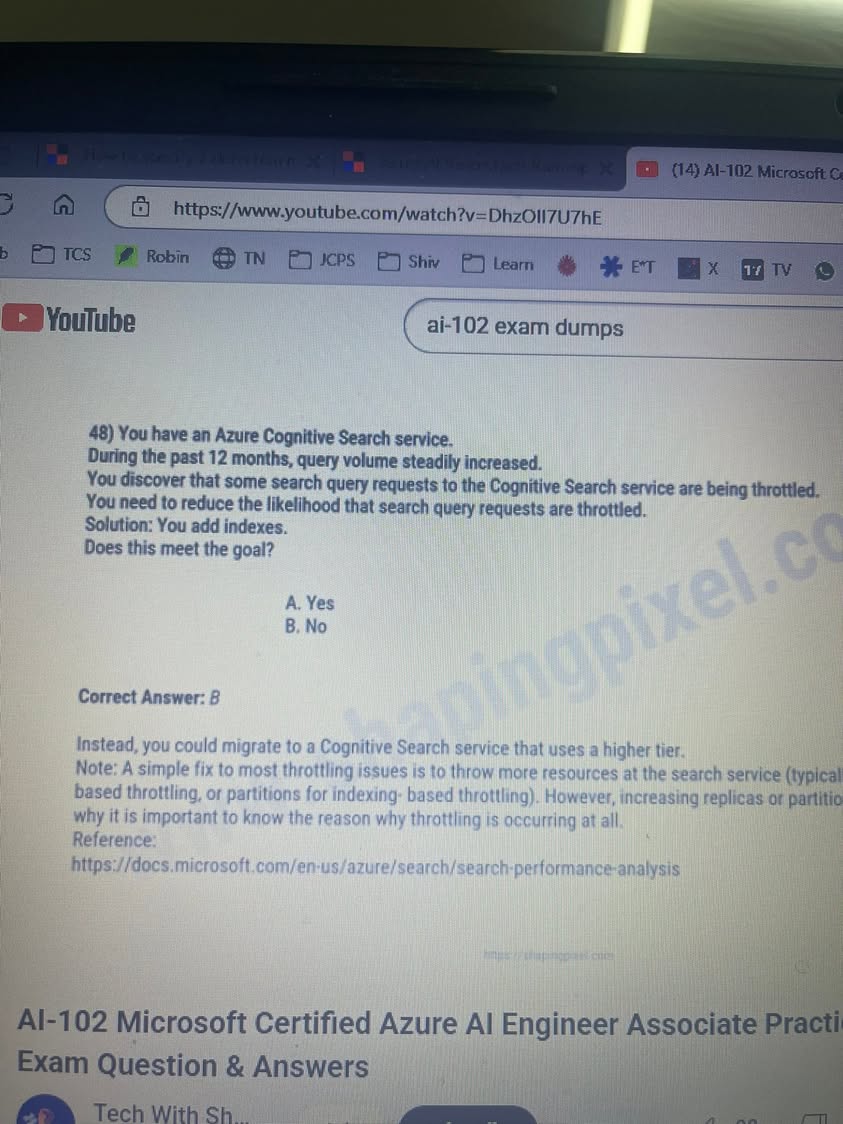 (14) AI-102 Microsoft Ce
https://www.youtube.com/watch?v=DhzOII7U7hE
b TCS Robin TN JCPS Shiv Learn E*T X 17 TV
YouTube
ai-102 exam dumps
48) You have an Azure Cognitive Search service.
During the past 12 months, query volume steadily increased.
You discover that some search query requests to the Cognitive Search service are being throttled.
You need to reduce the likelihood that search query requests are throttled.
Solution: You add indexes.
Does this meet the goal?
A. Yes
B. No
hapingpixel.co
Correct Answer: B
Instead, you could migrate to a Cognitive Search service that uses a higher tier.
Note: A simple fix to most throttling issues is to throw more resources at the search service (typical
based throttling, or partitions for indexing- based throttling). However, increasing replicas or partitio
why it is important to know the reason why throttling is occurring at all.
Reference:
https://docs.microsoft.com/en-us/azure/search/search-performance-analysis
https://shapingpixel.com
AI-102 Microsoft Certified Azure AI Engineer Associate Practi
Exam Question & Answers
Tech With Sh...